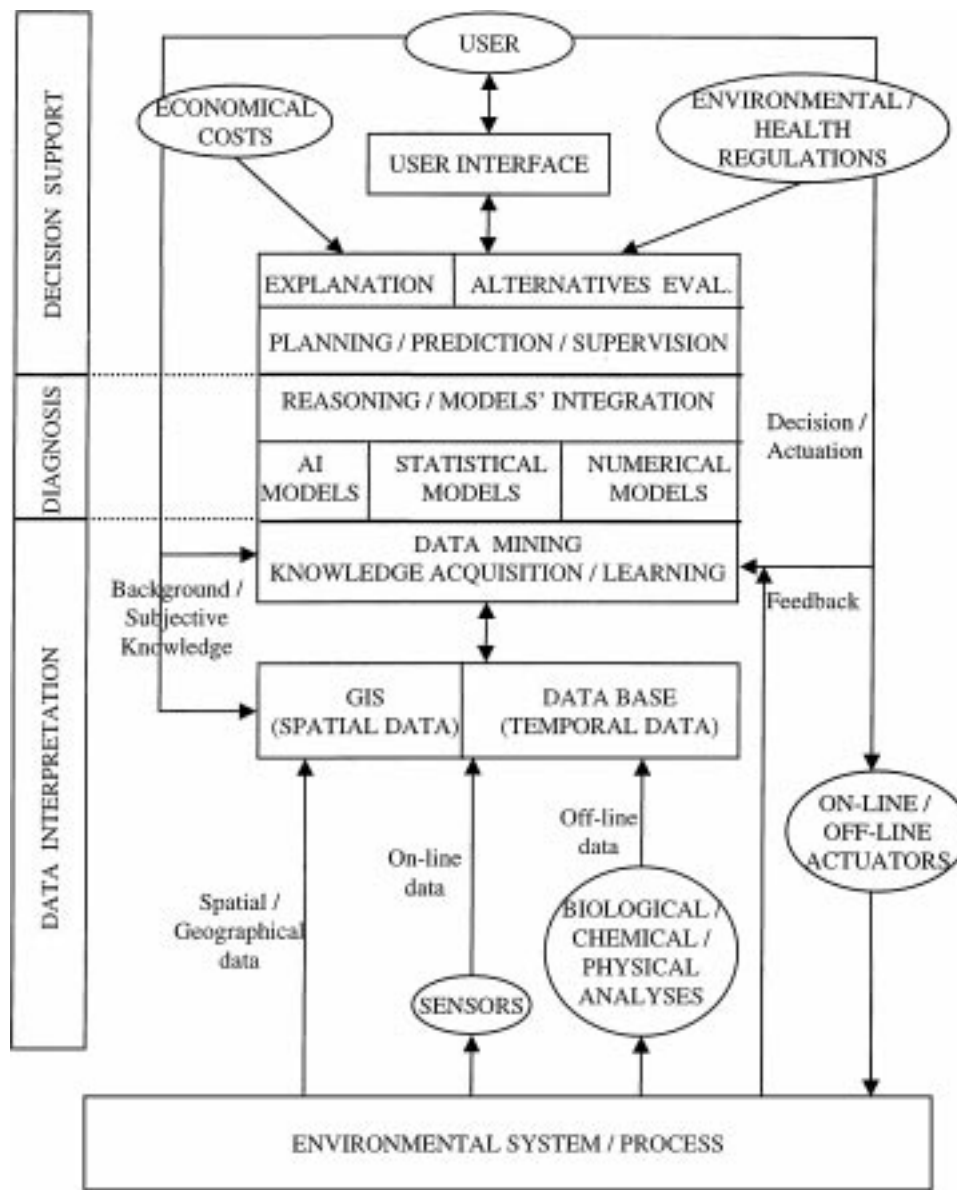 USER
ECONOMICAL
COSTS
ENVIRONMENTAL /
HEALTH
REGULATIONS
USER INTERFACE
DECISION SUPPORT
EXPLANATION
ALTERNATIVES EVAL.
PLANNING / PREDICTION / SUPERVISION
DIAGNOSIS
REASONING / MODELS' INTEGRATION
AI
MODELS
STATISTICAL
MODELS
NUMERICAL
MODELS
Decision /
Actuation
DATA MINING
KNOWLEDGE ACQUISITION / LEARNING
Background /
Subjective
Knowledge
Feedback
DATA INTERPRETATION
GIS
(SPATIAL DATA)
DATA BASE
(TEMPORAL DATA)
ON-LINE /
OFF-LINE
ACTUATORS
Off-line
data
On-line
data
Spatial /
Geographical
data
BIOLOGICAL /
CHEMICAL /
PHYSICAL
ANALYSES
SENSORS
ENVIRONMENTAL SYSTEM / PROCESS